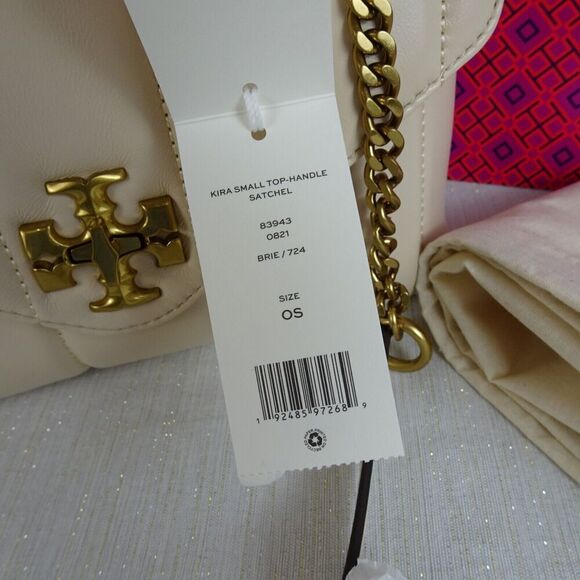 KIRA SMALL TOP-HANDLE
SATCHEL
83943
0821
BRIE / 724
SIZE
OS
1 92485 97268 9